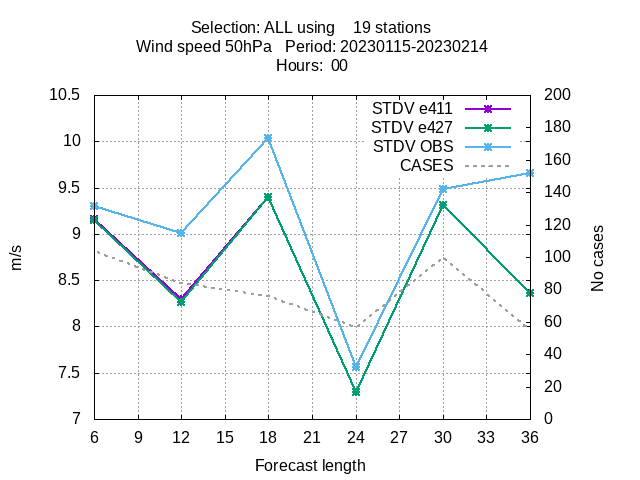 Selection: ALL using    19 stations
Wind speed 50hPa   Period: 20230115-20230214
Hours:  00
STDV e411
STDV e427
STDV OBS
CASES
10.5
10
9.5
9
8.5
8
7.5
7
m/s
200
180
160
140
120
100
80
60
40
20
0
No cases
6 9 12 15 18 21 24 27 30 33 36
Forecast length